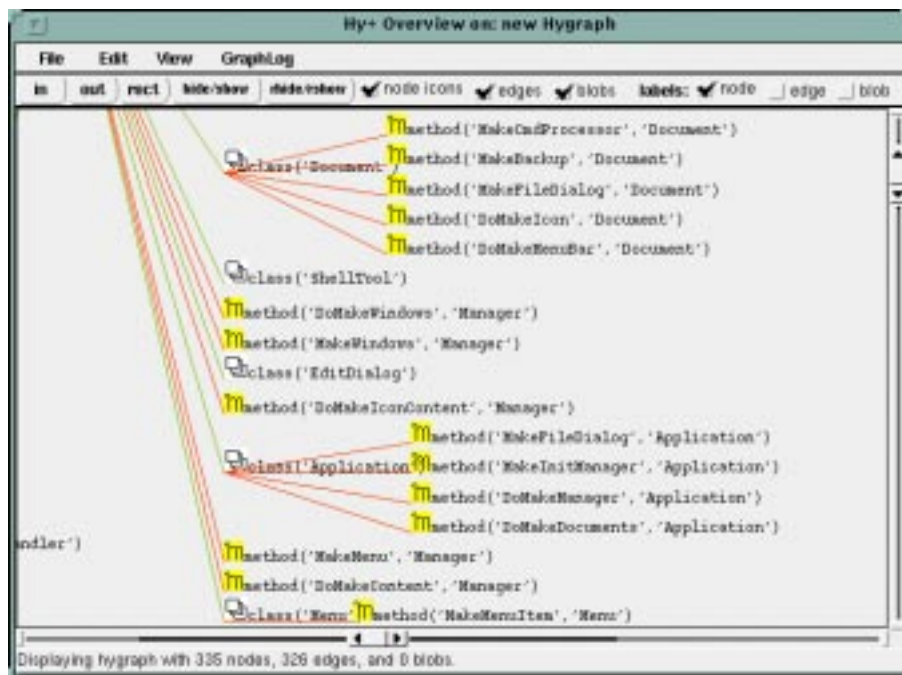 Hy+ Overview on: new Hygraph
File Edit View GraphLog
in out rect hide/show rhide/rshow node icons edges blobs labels: node edge blob
method('MakeCmdProcessor','Document')
class('Document') method('MakeBackup','Document')
method('MakeFileDialog','Document')
method('DoMakeIcon','Document')
method('DoMakeMenuBar','Document')
class('ShellTool')
method('DoMakeWindows','Manager')
method('MakeWindows','Manager')
class('EditDialog')
method('DoMakeIconContent','Manager')
method('MakeFileDialog','Application')
class('Application') method('MakeInitManager','Application')
method('DoMakeManager','Application')
method('DoMakeDocuments','Application')
andler')
method('MakeMenu','Manager')
method('DoMakeContent','Manager')
class('Menu' method('MakeMenuItem','Menu')
Displaying hygraph with 335 nodes, 326 edges, and 0 blobs.